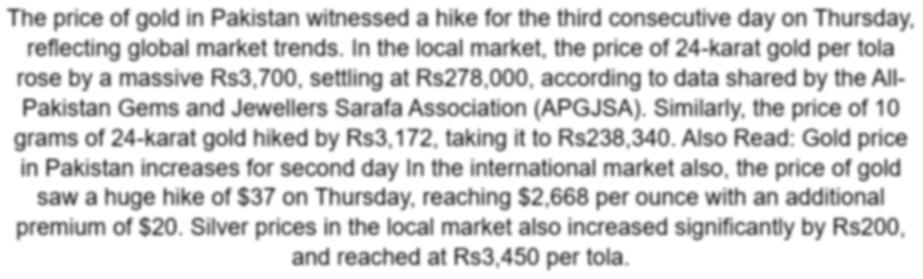 The price of gold in Pakistan witnessed a hike for the third consecutive day on Thursday,
reflecting global market trends. In the local market, the price of 24-karat gold per tola
rose by a massive Rs3,700, settling at Rs278,000, according to data shared by the All-
Pakistan Gems and Jewellers Sarafa Association (APGJSA). Similarly, the price of 10
grams of 24-karat gold hiked by Rs3,172, taking it to Rs238,340. Also Read: Gold price
in Pakistan increases for second day In the international market also, the price of gold
saw a huge hike of $37 on Thursday, reaching $2,668 per ounce with an additional
premium of $20. Silver prices in the local market also increased significantly by Rs200,
and reached at Rs3,450 per tola.